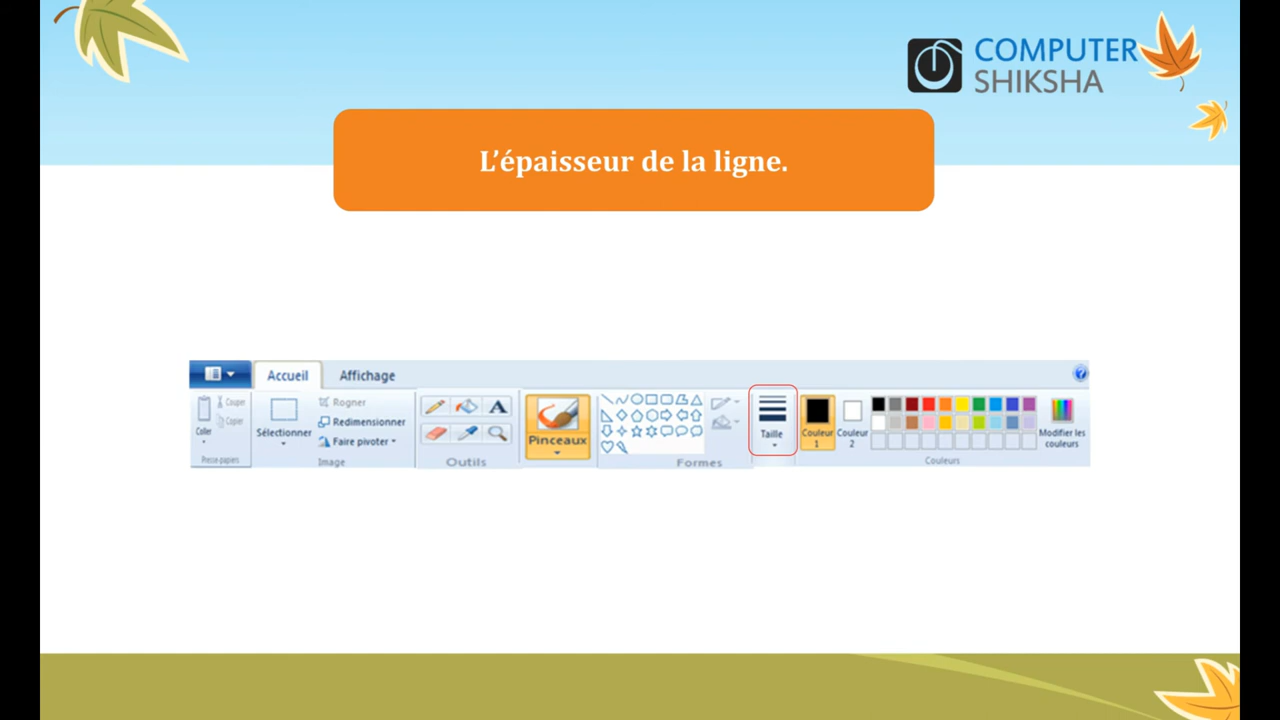 COMPUTER
SHIKSHA
L'épaisseur de la ligne.
Accueil Affichage
Coller
Couper
Copier
Presse-papiers
Sélectionner
Rogner
Redimensionner
Faire pivoter
Image
A
Outils
Pinceaux
Formes
Taille
Couleur
1
Couleur
2
Modifier les
couleurs
Couleurs